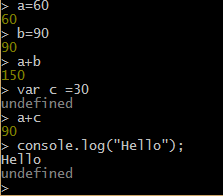 > a=60
60
> b=90
90
> a+b
150
> var c =30
undefined
> a+c
90
> console.log("Hello");
Hello
undefined
>